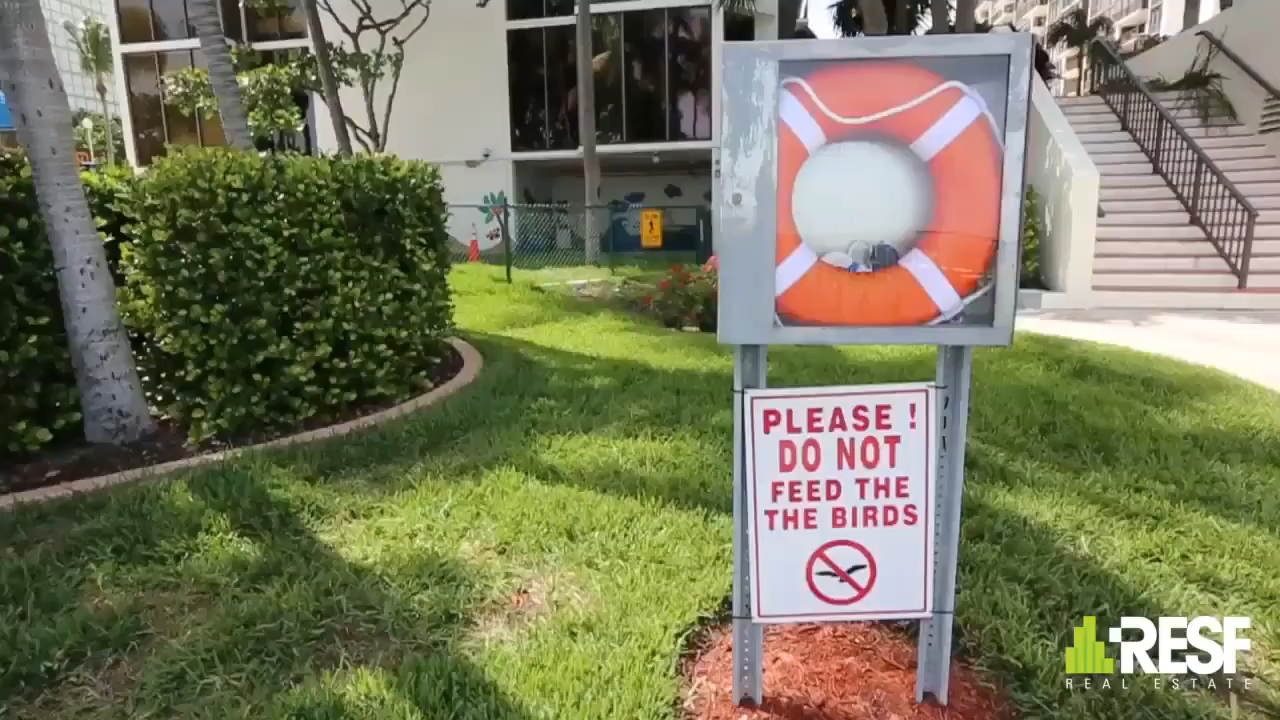 PLEASE !
DO NOT
FEED THE
THE BIRDS
RESF
REAL ESTATE